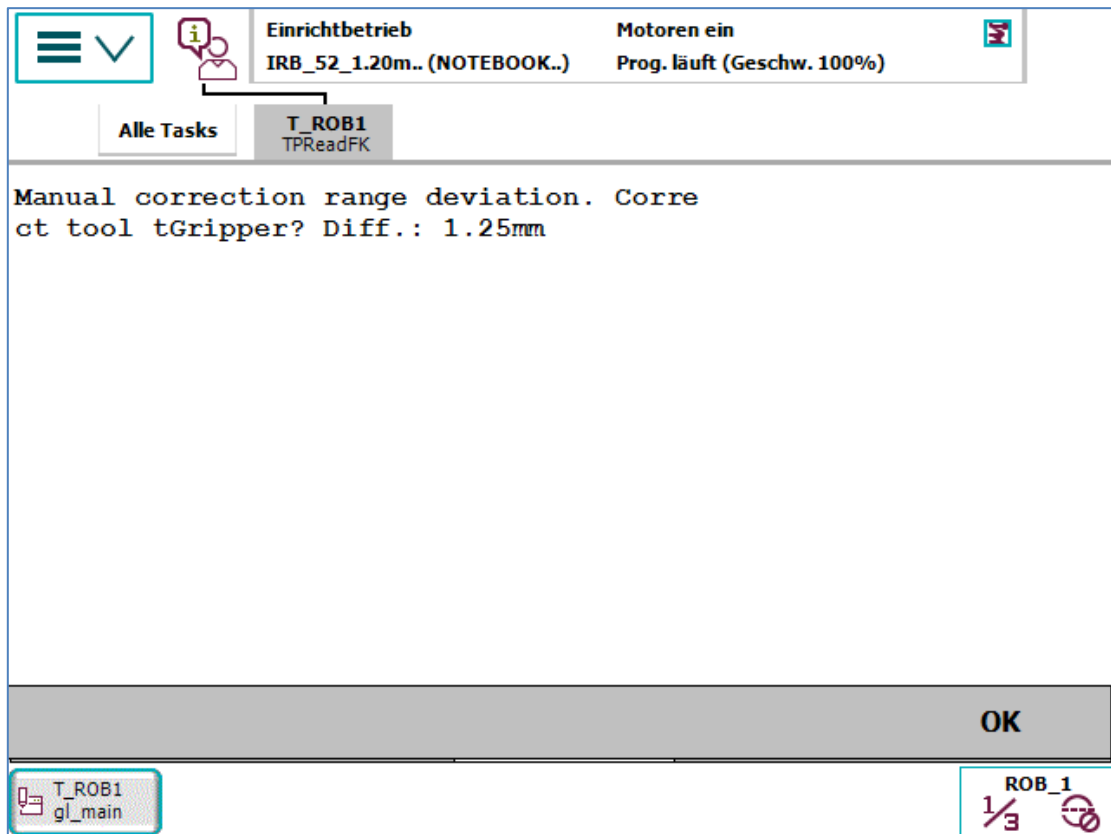 Einrichtbetrieb
IRB_52_1.20m.. (NOTEBOOK..)
Motoren ein
Prog. läuft (Geschw. 100%)
Alle Tasks
T_ROB1
TPReadFK
Manual correction range deviation. Corre
ct tool tGripper? Diff.: 1.25mm
OK
T_ROB1
gl_main
ROB_1
1/3